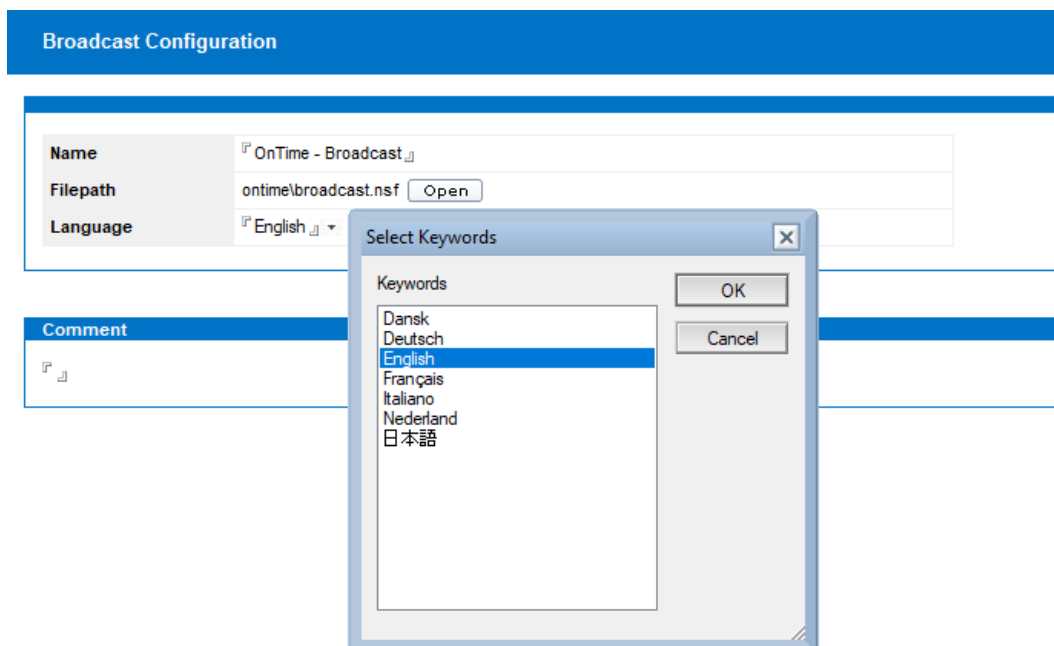 Broadcast Configuration
Name
OnTime - Broadcast
Filepath
ontime\broadcast.nsf Open
Language
English
Select Keywords
Keywords
OK
Cancel
Dansk
Deutsch
English
Français
Italiano
Nederland
日本語
Comment